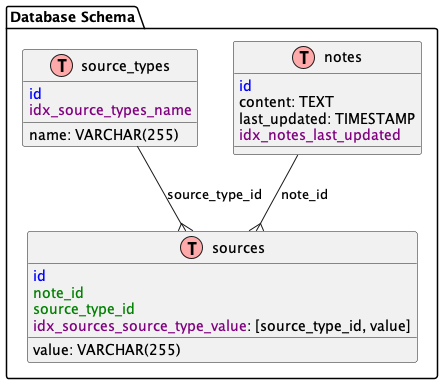 Database Schema
T source_types
id
idx_source_types_name
name: VARCHAR(255)
T notes
id
content: TEXT
last_updated: TIMESTAMP
idx_notes_last_updated
source_type_id
note_id
T sources
id
note_id
source_type_id
idx_sources_source_type_value: [source_type_id, value]
value: VARCHAR(255)